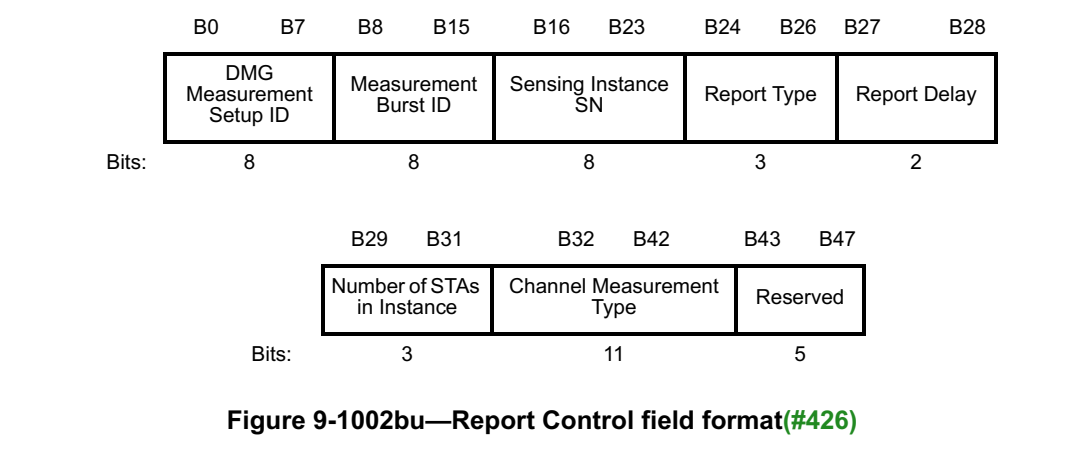 B0 B7 B8 B15 B16 B23 B24 B26 B27 B28
DMG
Measurement
Setup ID
Measurement
Burst ID
Sensing Instance
SN
Report Type
Report Delay
Bits: 8 8 8 3 2
B29 B31 B32 B42 B43 B47
Number of STAs
in Instance
Channel Measurement
Type
Reserved
Bits: 3 11 5
Figure 9-1002bu—Report Control field format(#426)